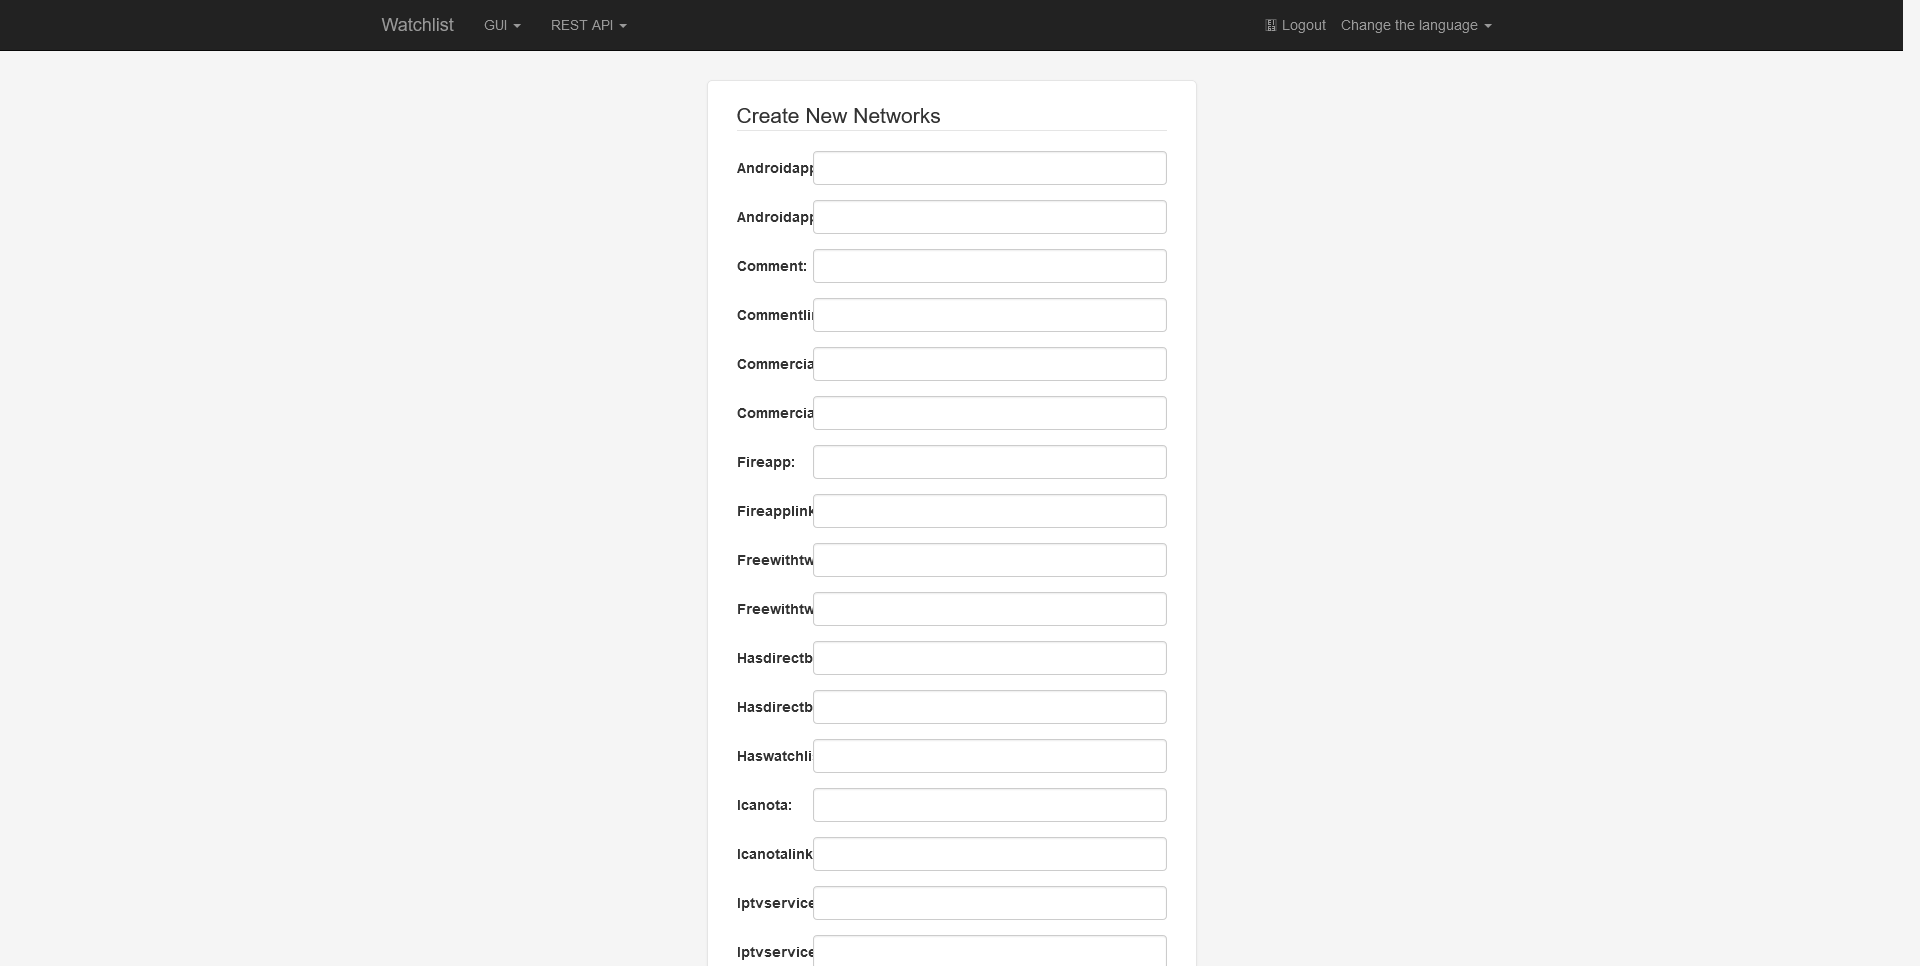 Watchlist GUI REST API Logout Change the language
Create New Networks
Androidapp
Androidapp
Comment:
Commentli
Commercia
Commercia
Fireapp:
Fireapplink
Freewithtw
Freewithtw
Hasdirectb
Hasdirectb
Haswatchli
Icanota:
Icanotalink
Iptvservice
Iptvservice